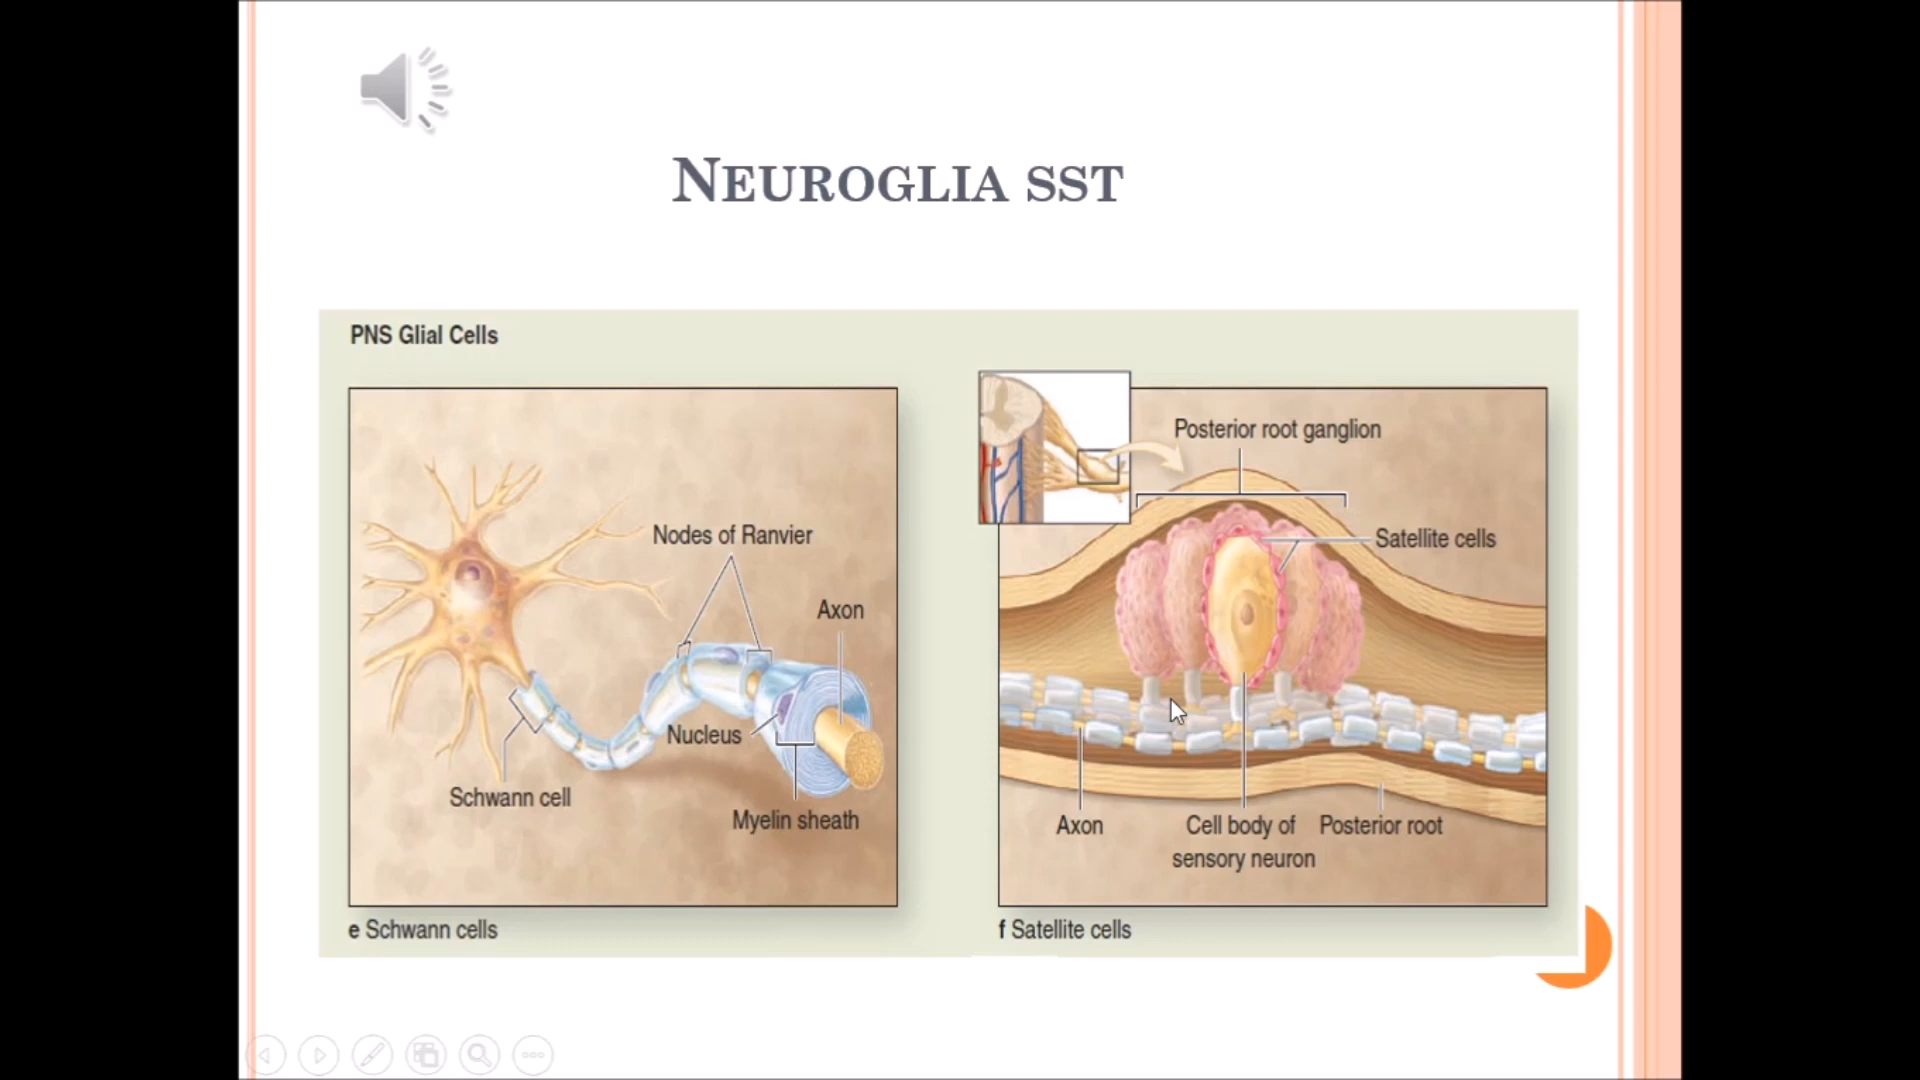 NEUROGLIA SST
PNS Glial Cells
Nodes of Ranvier
Axon
Nucleus
Schwann cell
Myelin sheath
e Schwann cells
Posterior root ganglion
Satellite cells
Axon
Cell body of
sensory neuron
Posterior root
f Satellite cells